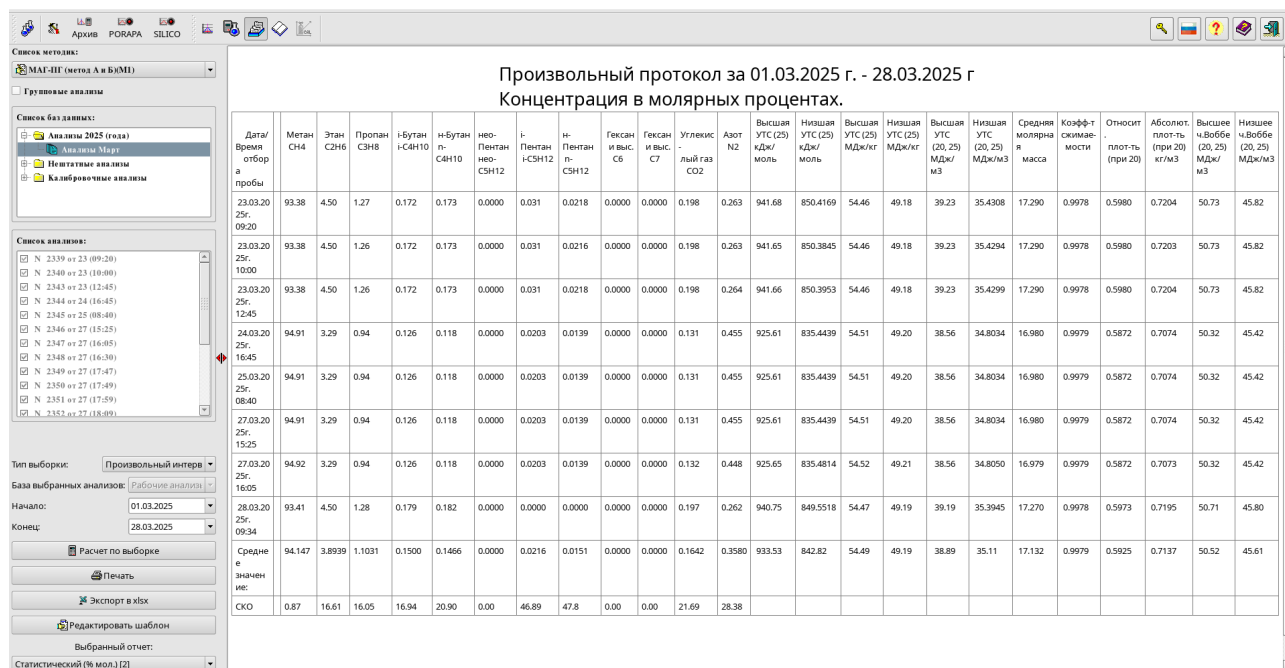 Архив PORAPA SILICO
Список методик:
МАГ-ПГ (метод А и Б)(М1)
Групповые анализы
Список баз данных:
Анализы 2025 (года)
Анализы Март
Нештатные анализы
Калибровочные анализы
Список анализов:
N 2339 от 23 (09:20)
N 2340 от 23 (10:00)
N 2343 от 23 (12:45)
N 2344 от 24 (16:45)
N 2345 от 25 (08:40)
N 2346 от 27 (15:25)
N 2347 от 27 (16:05)
N 2348 от 27 (16:30)
N 2349 от 27 (17:47)
N 2350 от 27 (17:49)
N 2351 от 27 (17:59)
N 2352 от 27 (18:09)
Тип выборки: Произвольный интерв
База выбранных анализов: Рабочие анализы
Начало: 01.03.2025
Конец: 28.03.2025
Расчет по выборке
Печать
Экспорт в xlsx
Редактировать шаблон
Выбранный отчет:
Статистический (% мол.) [2]
Произвольный протокол за 01.03.2025 г. - 28.03.2025 г
Концентрация в молярных процентах.
Дата/ Время отбор а пробы Метан CH4 Этан C2H6 Пропан C3H8 i-Бутан i-C4H10 н-Бутан n- C4H10 нео- Пентан нео- C5H12 i- Пентан i-C5H12 н- Пентан n- C5H12 Гексан и выс. C6 Гексан и выс. C7 Углекис - лый газ CO2 Азот N2 Высшая УТС (25) кДж/ моль Низшая УТС (25) кДж/ моль Высшая УТС (25) МДж/кг Низшая УТС (25) МДж/кг Высшая УТС (20, 25) МДж/ м3 Низшая УТС (20, 25) МДж/м3 Средняя молярна я масса Коэфф-т сжимае- мости Относит . плот-ть (при 20) Абсолют. плот-ть (при 20) кг/м3 Высшее ч.Воббе (20, 25) МДж/ м3 Низшее ч.Воббе (20, 25) МДж/м3
23.03.20 25г. 09:20 93.38 4.50 1.27 0.172 0.173 0.0000 0.031 0.0218 0.0000 0.0000 0.198 0.263 941.68 850.4169 54.46 49.18 39.23 35.4308 17.290 0.9978 0.5980 0.7204 50.73 45.82
23.03.20 25г. 10:00 93.38 4.50 1.26 0.172 0.173 0.0000 0.031 0.0216 0.0000 0.0000 0.198 0.263 941.65 850.3845 54.46 49.18 39.23 35.4294 17.290 0.9978 0.5980 0.7203 50.73 45.82
23.03.20 25г. 12:45 93.38 4.50 1.26 0.172 0.173 0.0000 0.031 0.0218 0.0000 0.0000 0.198 0.264 941.66 850.3953 54.46 49.18 39.23 35.4299 17.290 0.9978 0.5980 0.7204 50.73 45.82
24.03.20 25г. 16:45 94.91 3.29 0.94 0.126 0.118 0.0000 0.0203 0.0139 0.0000 0.0000 0.131 0.455 925.61 835.4439 54.51 49.20 38.56 34.8034 16.980 0.9979 0.5872 0.7074 50.32 45.42
25.03.20 25г. 08:40 94.91 3.29 0.94 0.126 0.118 0.0000 0.0203 0.0139 0.0000 0.0000 0.131 0.455 925.61 835.4439 54.51 49.20 38.56 34.8034 16.980 0.9979 0.5872 0.7074 50.32 45.42
27.03.20 25г. 15:25 94.91 3.29 0.94 0.126 0.118 0.0000 0.0203 0.0139 0.0000 0.0000 0.131 0.455 925.61 835.4439 54.51 49.20 38.56 34.8034 16.980 0.9979 0.5872 0.7074 50.32 45.42
27.03.20 25г. 16:05 94.92 3.29 0.94 0.126 0.118 0.0000 0.0203 0.0139 0.0000 0.0000 0.132 0.448 925.65 835.4814 54.52 49.21 38.56 34.8050 16.979 0.9979 0.5872 0.7073 50.32 45.42
28.03.20 25г. 09:34 93.41 4.50 1.28 0.179 0.182 0.0000 0.0000 0.0000 0.0000 0.0000 0.197 0.262 940.75 849.5518 54.47 49.19 39.19 35.3945 17.270 0.9978 0.5973 0.7195 50.71 45.80
Средне е значен ие: 94.147 3.8939 1.1031 0.1500 0.1466 0.0000 0.0216 0.0151 0.0000 0.0000 0.1642 0.3580 933.53 842.82 54.49 49.19 38.89 35.11 17.132 0.9979 0.5925 0.7137 50.52 45.61
СКО 0.87 16.61 16.05 16.94 20.90 0.00 46.89 47.8 0.00 0.00 21.69 28.38